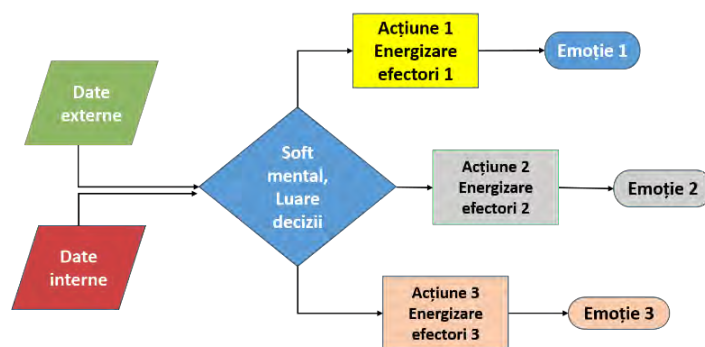 Acțiune 1
Energizare
efectori 1
Emoție 1
Date
externe
Soft
mental,
Luare
decizii
Acțiune 2
Energizare
efectori 2
Emoție 2
Date
interne
Acțiune 3
Energizare
efectori 3
Emoție 3